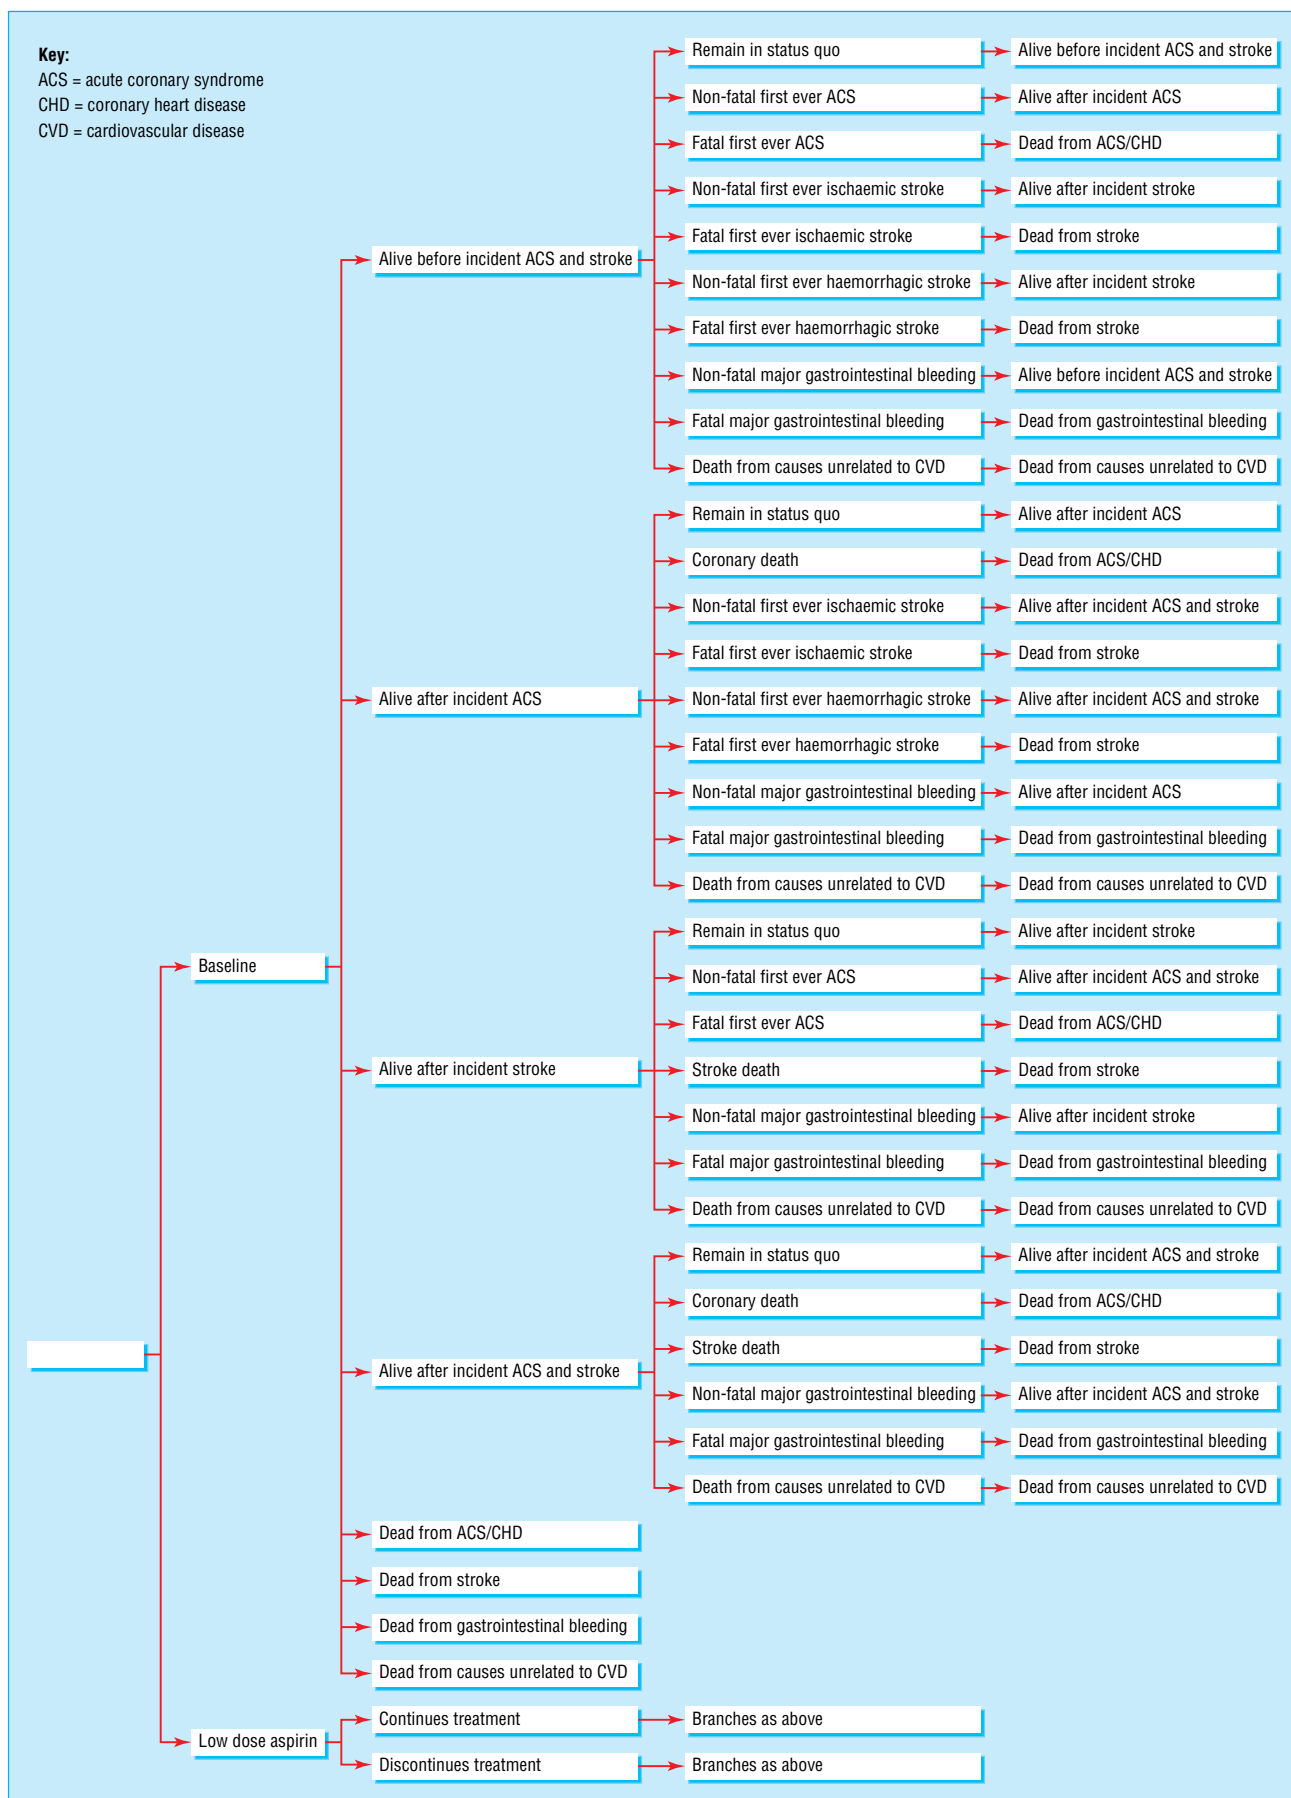 Key:
ACS = acute coronary syndrome
CHD = coronary heart disease
CVD = cardiovascular disease
Remain in status quo
Alive before incident ACS and stroke
Non-fatal first ever ACS
Alive after incident ACS
Fatal first ever ACS
Dead from ACS/CHD
Non-fatal first ever ischaemic stroke
Alive after incident stroke
Fatal first ever ischaemic stroke
Dead from stroke
Alive before incident ACS and stroke
Non-fatal first ever haemorrhagic stroke
Alive after incident stroke
Fatal first ever haemorrhagic stroke
Dead from stroke
Non-fatal major gastrointestinal bleeding
Alive before incident ACS and stroke
Fatal major gastrointestinal bleeding
Dead from gastrointestinal bleeding
Death from causes unrelated to CVD
Dead from causes unrelated to CVD
Remain in status quo
Alive after incident ACS
Coronary death
Dead from ACS/CHD
Non-fatal first ever ischaemic stroke
Alive after incident ACS and stroke
Fatal first ever ischaemic stroke
Dead from stroke
Alive after incident ACS
Non-fatal first ever haemorrhagic stroke
Alive after incident ACS and stroke
Fatal first ever haemorrhagic stroke
Dead from stroke
Non-fatal major gastrointestinal bleeding
Alive after incident ACS
Fatal major gastrointestinal bleeding
Dead from gastrointestinal bleeding
Death from causes unrelated to CVD
Dead from causes unrelated to CVD
Remain in status quo
Alive after incident stroke
Baseline
Non-fatal first ever ACS
Alive after incident ACS and stroke
Fatal first ever ACS
Dead from ACS/CHD
Alive after incident stroke
Stroke death
Dead from stroke
Non-fatal major gastrointestinal bleeding
Alive after incident stroke
Fatal major gastrointestinal bleeding
Dead from gastrointestinal bleeding
Death from causes unrelated to CVD
Dead from causes unrelated to CVD
Remain in status quo
Alive after incident ACS and stroke
Coronary death
Dead from ACS/CHD
Stroke death
Dead from stroke
Alive after incident ACS and stroke
Non-fatal major gastrointestinal bleeding
Alive after incident ACS and stroke
Fatal major gastrointestinal bleeding
Dead from gastrointestinal bleeding
Death from causes unrelated to CVD
Dead from causes unrelated to CVD
Dead from ACS/CHD
Dead from stroke
Dead from gastrointestinal bleeding
Dead from causes unrelated to CVD
Low dose aspirin
Continues treatment
Branches as above
Discontinues treatment
Branches as above